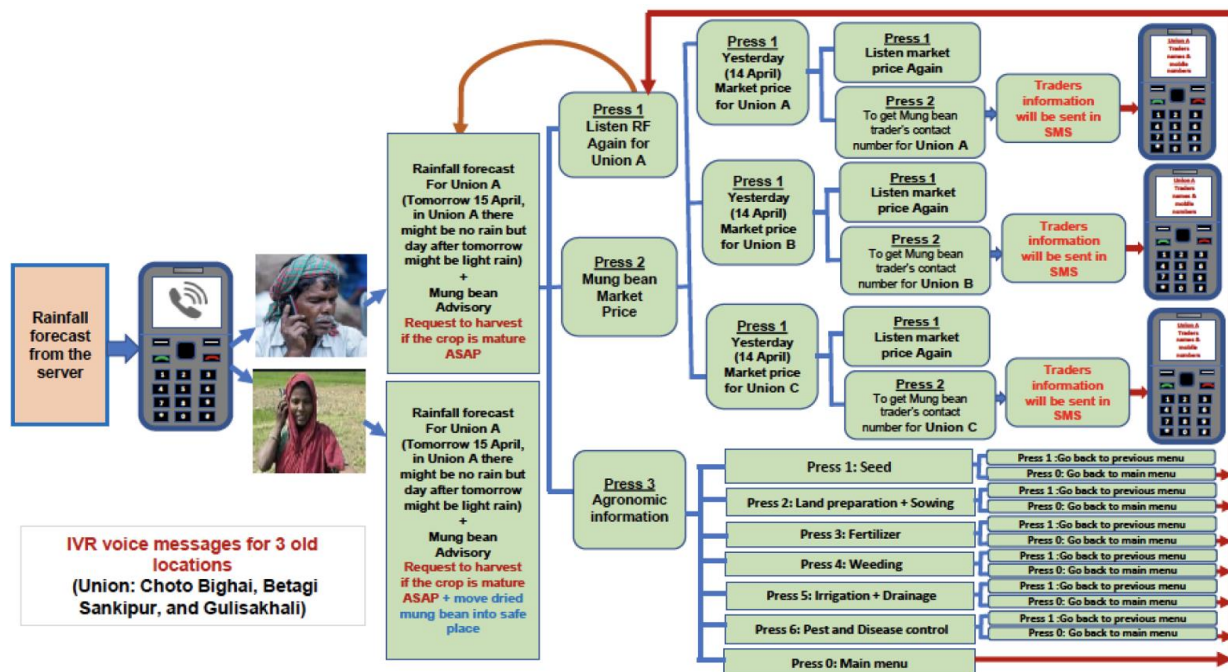 Rainfall
forecast
from the
server
IVR voice messages for 3 old
locations
(Union: Choto Bighai, Betagi
Sankipur, and Gulisakhali)
Rainfall forecast
For Union A
(Tomorrow 15 April,
in Union A there
might be no rain but
day after tomorrow
might be light rain)
+
Mung bean
Advisory
Request to harvest
if the crop is mature
ASAP
Rainfall forecast
For Union A
(Tomorrow 15 April,
in Union A there
might be no rain but
day after tomorrow
might be light rain)
+
Mung bean
Advisory
Request to harvest
if the crop is mature
ASAP + move dried
mung bean into safe
place
Press 1
Listen RF
Again for
Union A
Press 2
Mung bean
Market
Price
Press 3
Agronomic
information
Press 1
Yesterday
(14 April)
Market price
for Union A
Press 1
Listen market
price Again
Press 2
To get Mung bean
trader's contact
number for Union A
Traders
information
will be sent in
SMS
Union A
Traders
names &
mobile
numbers
Press 1
Yesterday
(14 April)
Market price
for Union B
Press 1
Listen market
price Again
Press 2
To get Mung bean
trader's contact
number for Union B
Traders
information
will be sent in
SMS
Union A
Traders
names &
mobile
numbers
Press 1
Yesterday
(14 April)
Market price
for Union C
Press 1
Listen market
price Again
Press 2
To get Mung bean
trader's contact
number for Union C
Traders
information
will be sent in
SMS
Union A
Traders
names &
mobile
numbers
Press 1: Seed
Press 1 :Go back to previous menu
Press 0: Go back to main menu
Press 2: Land preparation + Sowing
Press 1 :Go back to previous menu
Press 0: Go back to main menu
Press 3: Fertilizer
Press 1 :Go back to previous menu
Press 0: Go back to main menu
Press 4: Weeding
Press 1 :Go back to previous menu
Press 0: Go back to main menu
Press 5: Irrigation + Drainage
Press 1 :Go back to previous menu
Press 0: Go back to main menu
Press 6: Pest and Disease control
Press 1 :Go back to previous menu
Press 0: Go back to main menu
Press 0: Main menu